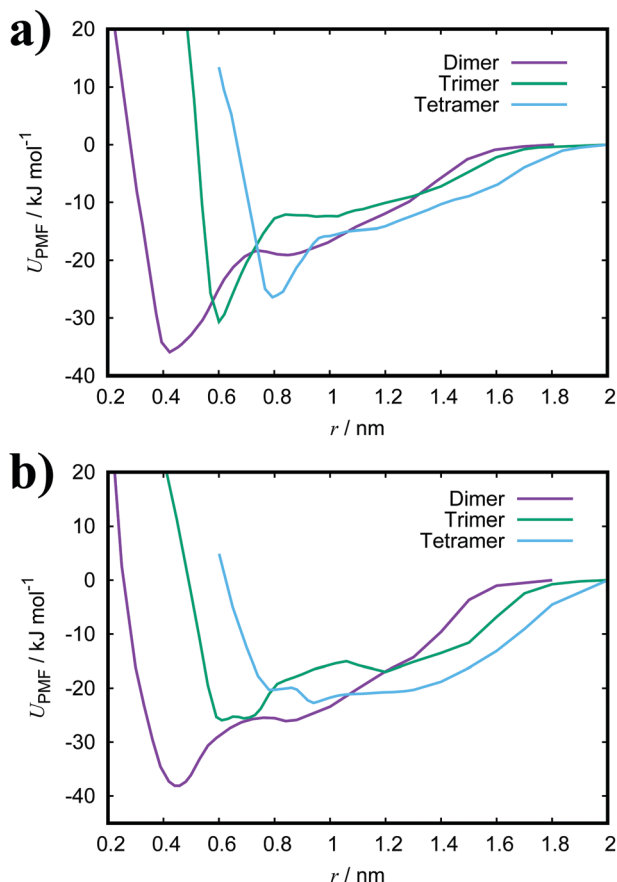 a)
20
10
0
-10
-20
-30
-40
U_PMF / kJ mol⁻¹
Dimer
Trimer
Tetramer
0.2 0.4 0.6 0.8 1 1.2 1.4 1.6 1.8 2
r / nm
b)
20
10
0
-10
-20
-30
-40
U_PMF / kJ mol⁻¹
Dimer
Trimer
Tetramer
0.2 0.4 0.6 0.8 1 1.2 1.4 1.6 1.8 2
r / nm